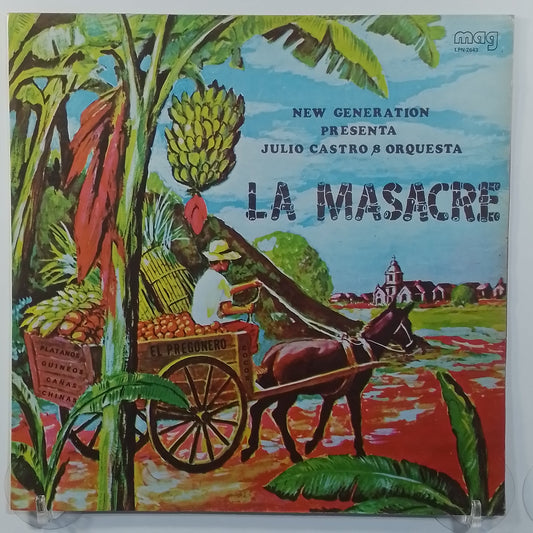 mag
LPN-2643
NEW GENERATION
PRESENTA
JULIO CASTRO & ORQUESTA
LA MASACRE
EL PREGONERO
COCOS
PLATANOS
GUINEOS
CAÑAS
CHINAS